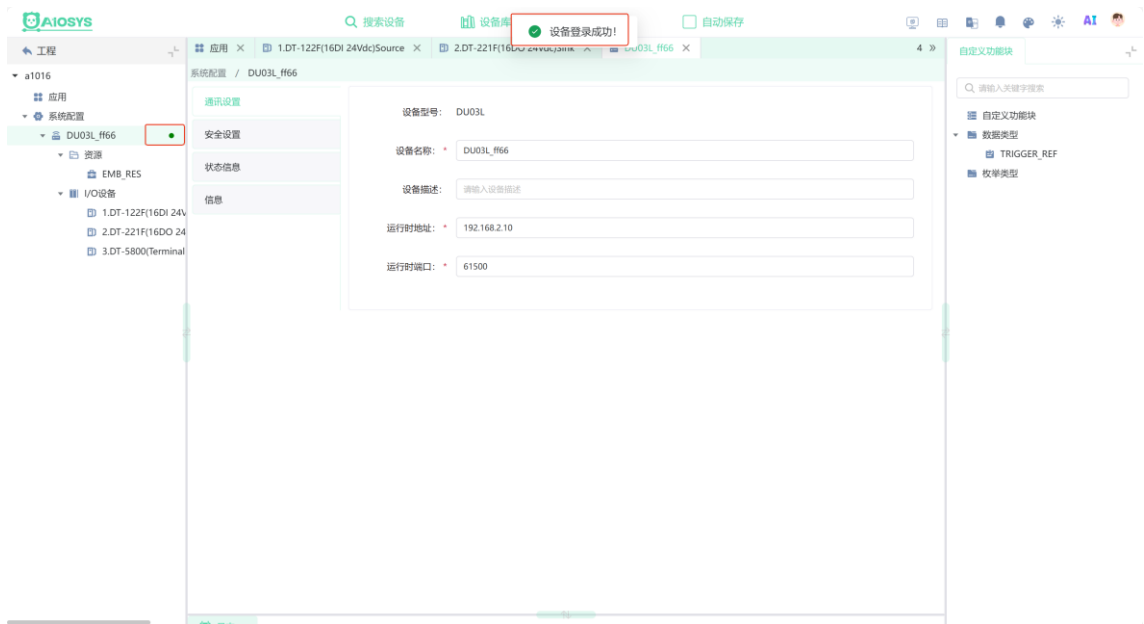 AIOSYS
搜索设备
设备库
设备登录成功!
自动保存
AI
工程
应用
1.DT-122F(16DI 24Vdc)Source
2.DT-221F(16DO 24Vdc)Sink
DU03L_ff66
4
自定义功能块
a1016
应用
系统配置
DU03L_ff66
资源
EMB_RES
I/O设备
1.DT-122F(16DI 24V
2.DT-221F(16DO 24
3.DT-5800(Terminal
系统配置 / DU03L_ff66
通讯设置
安全设置
状态信息
信息
设备型号: DU03L
设备名称: * DU03L_ff66
设备描述: 请输入设备描述
运行时地址: * 192.168.2.10
运行时端口: * 61500
请输入关键字搜索
自定义功能块
数据类型
TRIGGER_REF
枚举类型